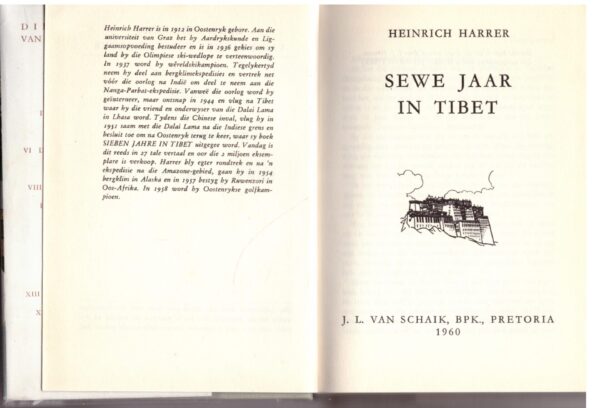 D I
VAN
VI D
VIII
XIII
X
Heinrich Harrer is in 1912 in Oostenryk gebore. Aan die
universiteit van Graz het hy Aardrykskunde en Lig-
gaamsopvoeding bestudeer en is in 1936 gekies om sy
land by die Olimpiese ski-wedlope te verteenwoordig.
In 1937 word hy wêreldskikampioen. Tegelykertyd
neem hy deel aan bergklimekspedisies en vertrek net
vóór die oorlog na Indië om deel te neem aan die
Nanga-Parbat-ekspedisie. Vanweë die oorlog word hy
geïnterneer, maar ontsnap in 1944 en vlug na Tibet
waar hy die vriend en onderwyser van die Dalai Lama
in Lhasa word. Tydens die Chinese inval, vlug hy in
1951 saam met die Dalai Lama na die Indiese grens en
besluit toe om na Oostenryk terug te keer, waar sy boek
SIEBEN JAHRE IN TIBET uitgegee word. Vandag is
dit reeds in 27 tale vertaal en oor die 2 miljoen eksem-
plare is verkoop. Harrer bly egter rondtrek en na 'n
ekspedisie na die Amazone-gebied, gaan hy in 1954
bergklim in Alaska en in 1957 bestyg hy Ruwenzori in
Oos-Afrika. In 1958 word hy Oostenrykse golfkam-
pioen.
HEINRICH HARRER
SEWE JAAR
IN TIBET
J. L. VAN SCHAIK, BPK., PRETORIA
1960